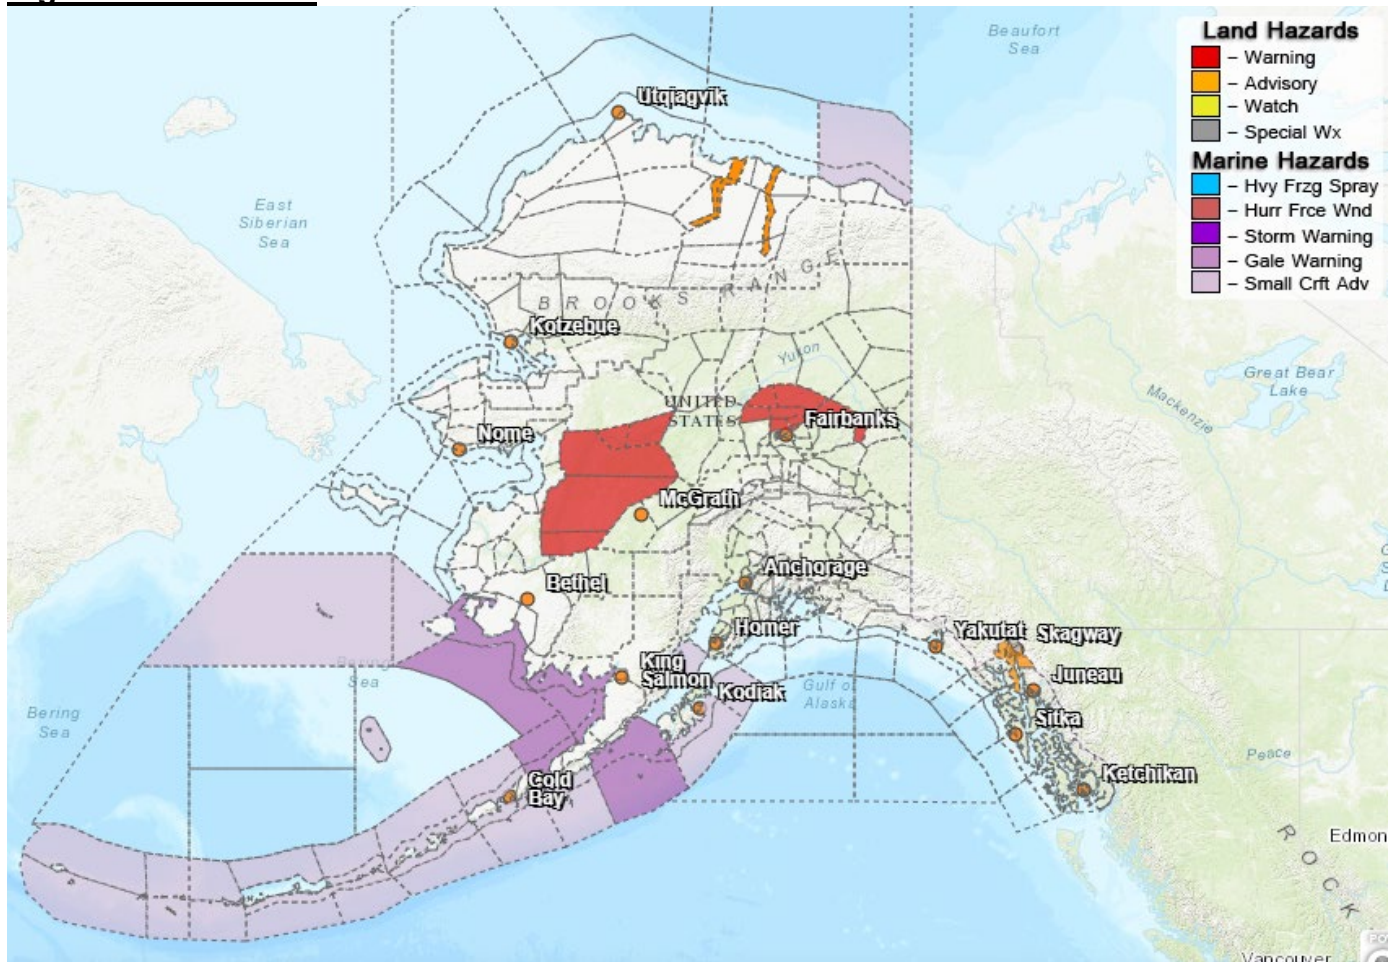 Beaufort
Sea
Land Hazards
– Warning
– Advisory
– Watch
– Special Wx
Marine Hazards
– Hvy Frzg Spray
– Hurr Frce Wnd
– Storm Warning
– Gale Warning
– Small Crft Adv
Utqiagvik
East
Siberian
Sea
BROOKS RANGE
Kotzebue
Yukon
Great Bear
Lake
Mackenzie
UNITED
STATES
Fairbanks
Nome
McGrath
Anchorage
Bethel
Homer
Yakutat
Skagway
King
Salmon
Juneau
Kodiak
Bering
Sea
Gulf of
Alaska
Bering
Sea
Sitka
Peace
Cold
Bay
Ketchikan
ROCK
Edmon
Vancouver